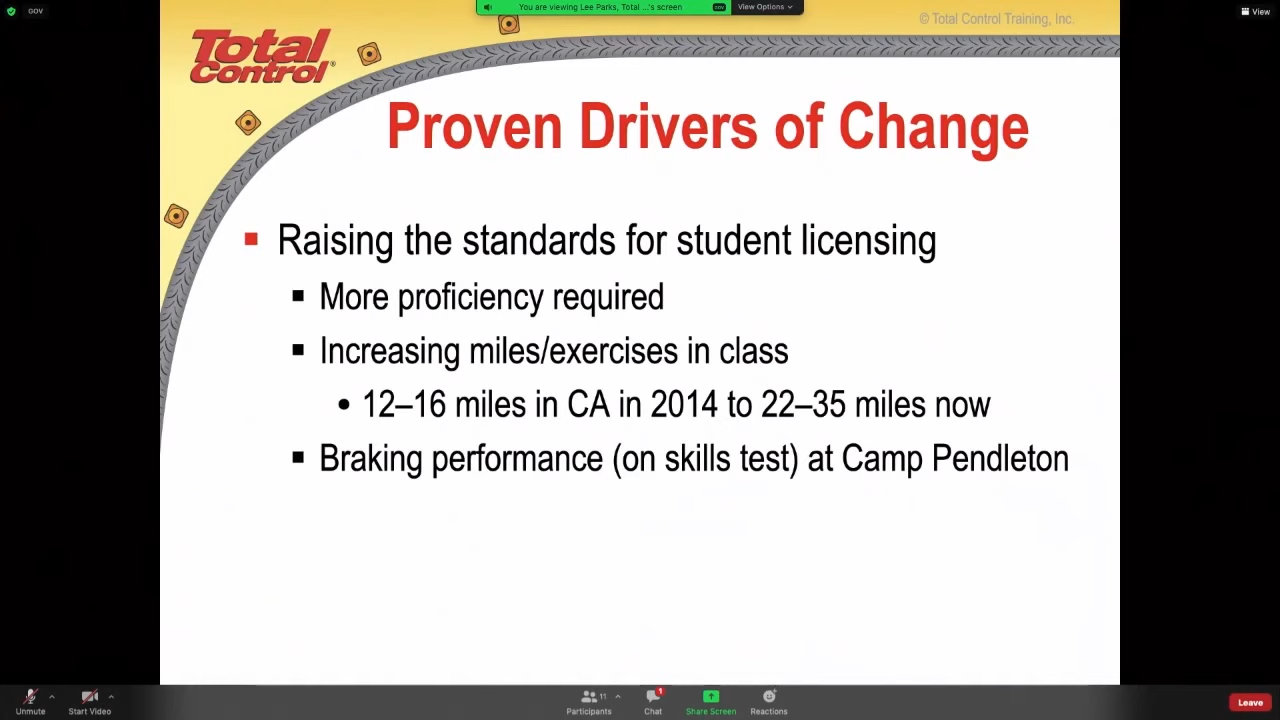 GOV
You are viewing Lee Parks, Total ...'s screen
GOV
View Options
View
© Total Control Training, Inc.
Total
Control®
Proven Drivers of Change
Raising the standards for student licensing
More proficiency required
Increasing miles/exercises in class
12–16 miles in CA in 2014 to 22–35 miles now
Braking performance (on skills test) at Camp Pendleton
Unmute
Start Video
11
Participants
1
Chat
Share Screen
Reactions
Leave